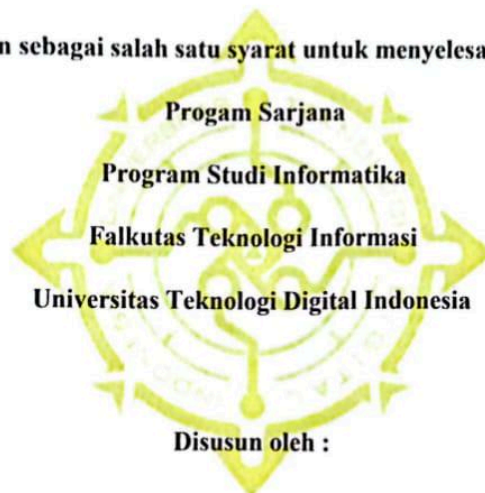 sebagai salah satu syarat untuk
Progam Sarjana
Program Studi Informatika
Falkutas Teknologi Informasi
Universitas Teknologi Digital Indonesia
Disusun oleh :